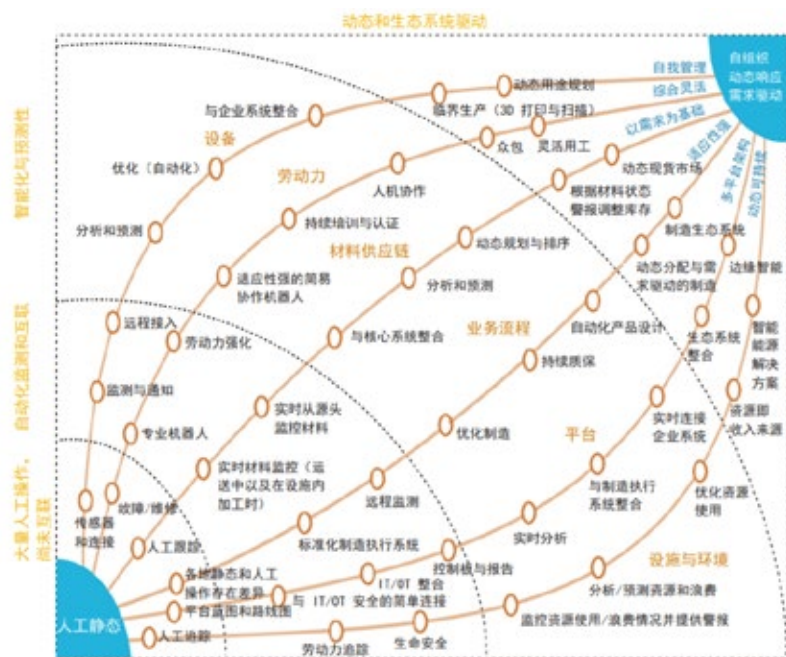 动态和生态系统驱动
自组织
动态响应
需求驱动
自我管理
综合灵活
以需求为基础
适应性强
多平台架构
动态可持续
智能化与预测性
自动化监测和互联
大量人工操作，
尚未互联
人工静态
设备
传感器
和连接
监测与通知
远程接入
分析和预测
优化（自动化）
与企业系统整合
临界生产（3D 打印与扫描）
动态用途规划
劳动力
故障/维修
专业机器人
劳动力强化
适应性强的简易
协作机器人
持续培训与认证
人机协作
众包
灵活用工
材料供应链
人工跟踪
实时材料监控（运
送中以及在设施内
加工时）
实时从源头
监控材料
与核心系统整合
分析和预测
动态规划与排序
根据材料状态
警报调整库存
动态现货市场
业务流程
各地静态和人工
操作存在差异
标准化制造执行系统
远程监测
优化制造
持续质保
自动化产品设计
动态分配与需
求驱动的制造
制造生态系统
平台
平台蓝图和路线图
与 IT/OT 安全的简单连接
IT/OT 整合
控制板与报告
实时分析
与制造执行
系统整合
实时连接
企业系统
生态系统
整合
边缘智能
设施与环境
人工追踪
劳动力追踪
生命安全
监控资源使用/浪费情况并提供警报
分析/预测资源和浪费
优化资源
使用
资源即
收入来源
智能
能源
解决
方案